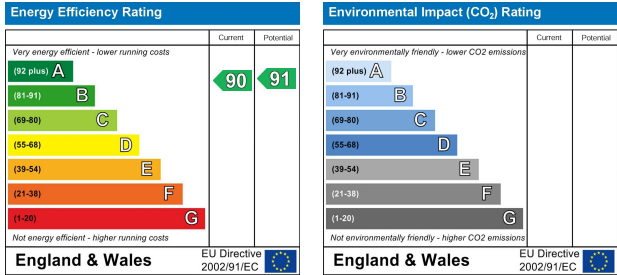 Energy Efficiency Rating
Current Potential
Very energy efficient - lower running costs
(92 plus) A
(81-91) B
(69-80) C
(55-68) D
(39-54) E
(21-38) F
(1-20) G
90 91
Not energy efficient - higher running costs
England & Wales
EU Directive
2002/91/EC
Environmental Impact (CO₂) Rating
Current Potential
Very environmentally friendly - lower CO2 emissions
(92 plus) A
(81-91) B
(69-80) C
(55-68) D
(39-54) E
(21-38) F
(1-20) G
Not environmentally friendly - higher CO2 emissions
England & Wales
EU Directive
2002/91/EC